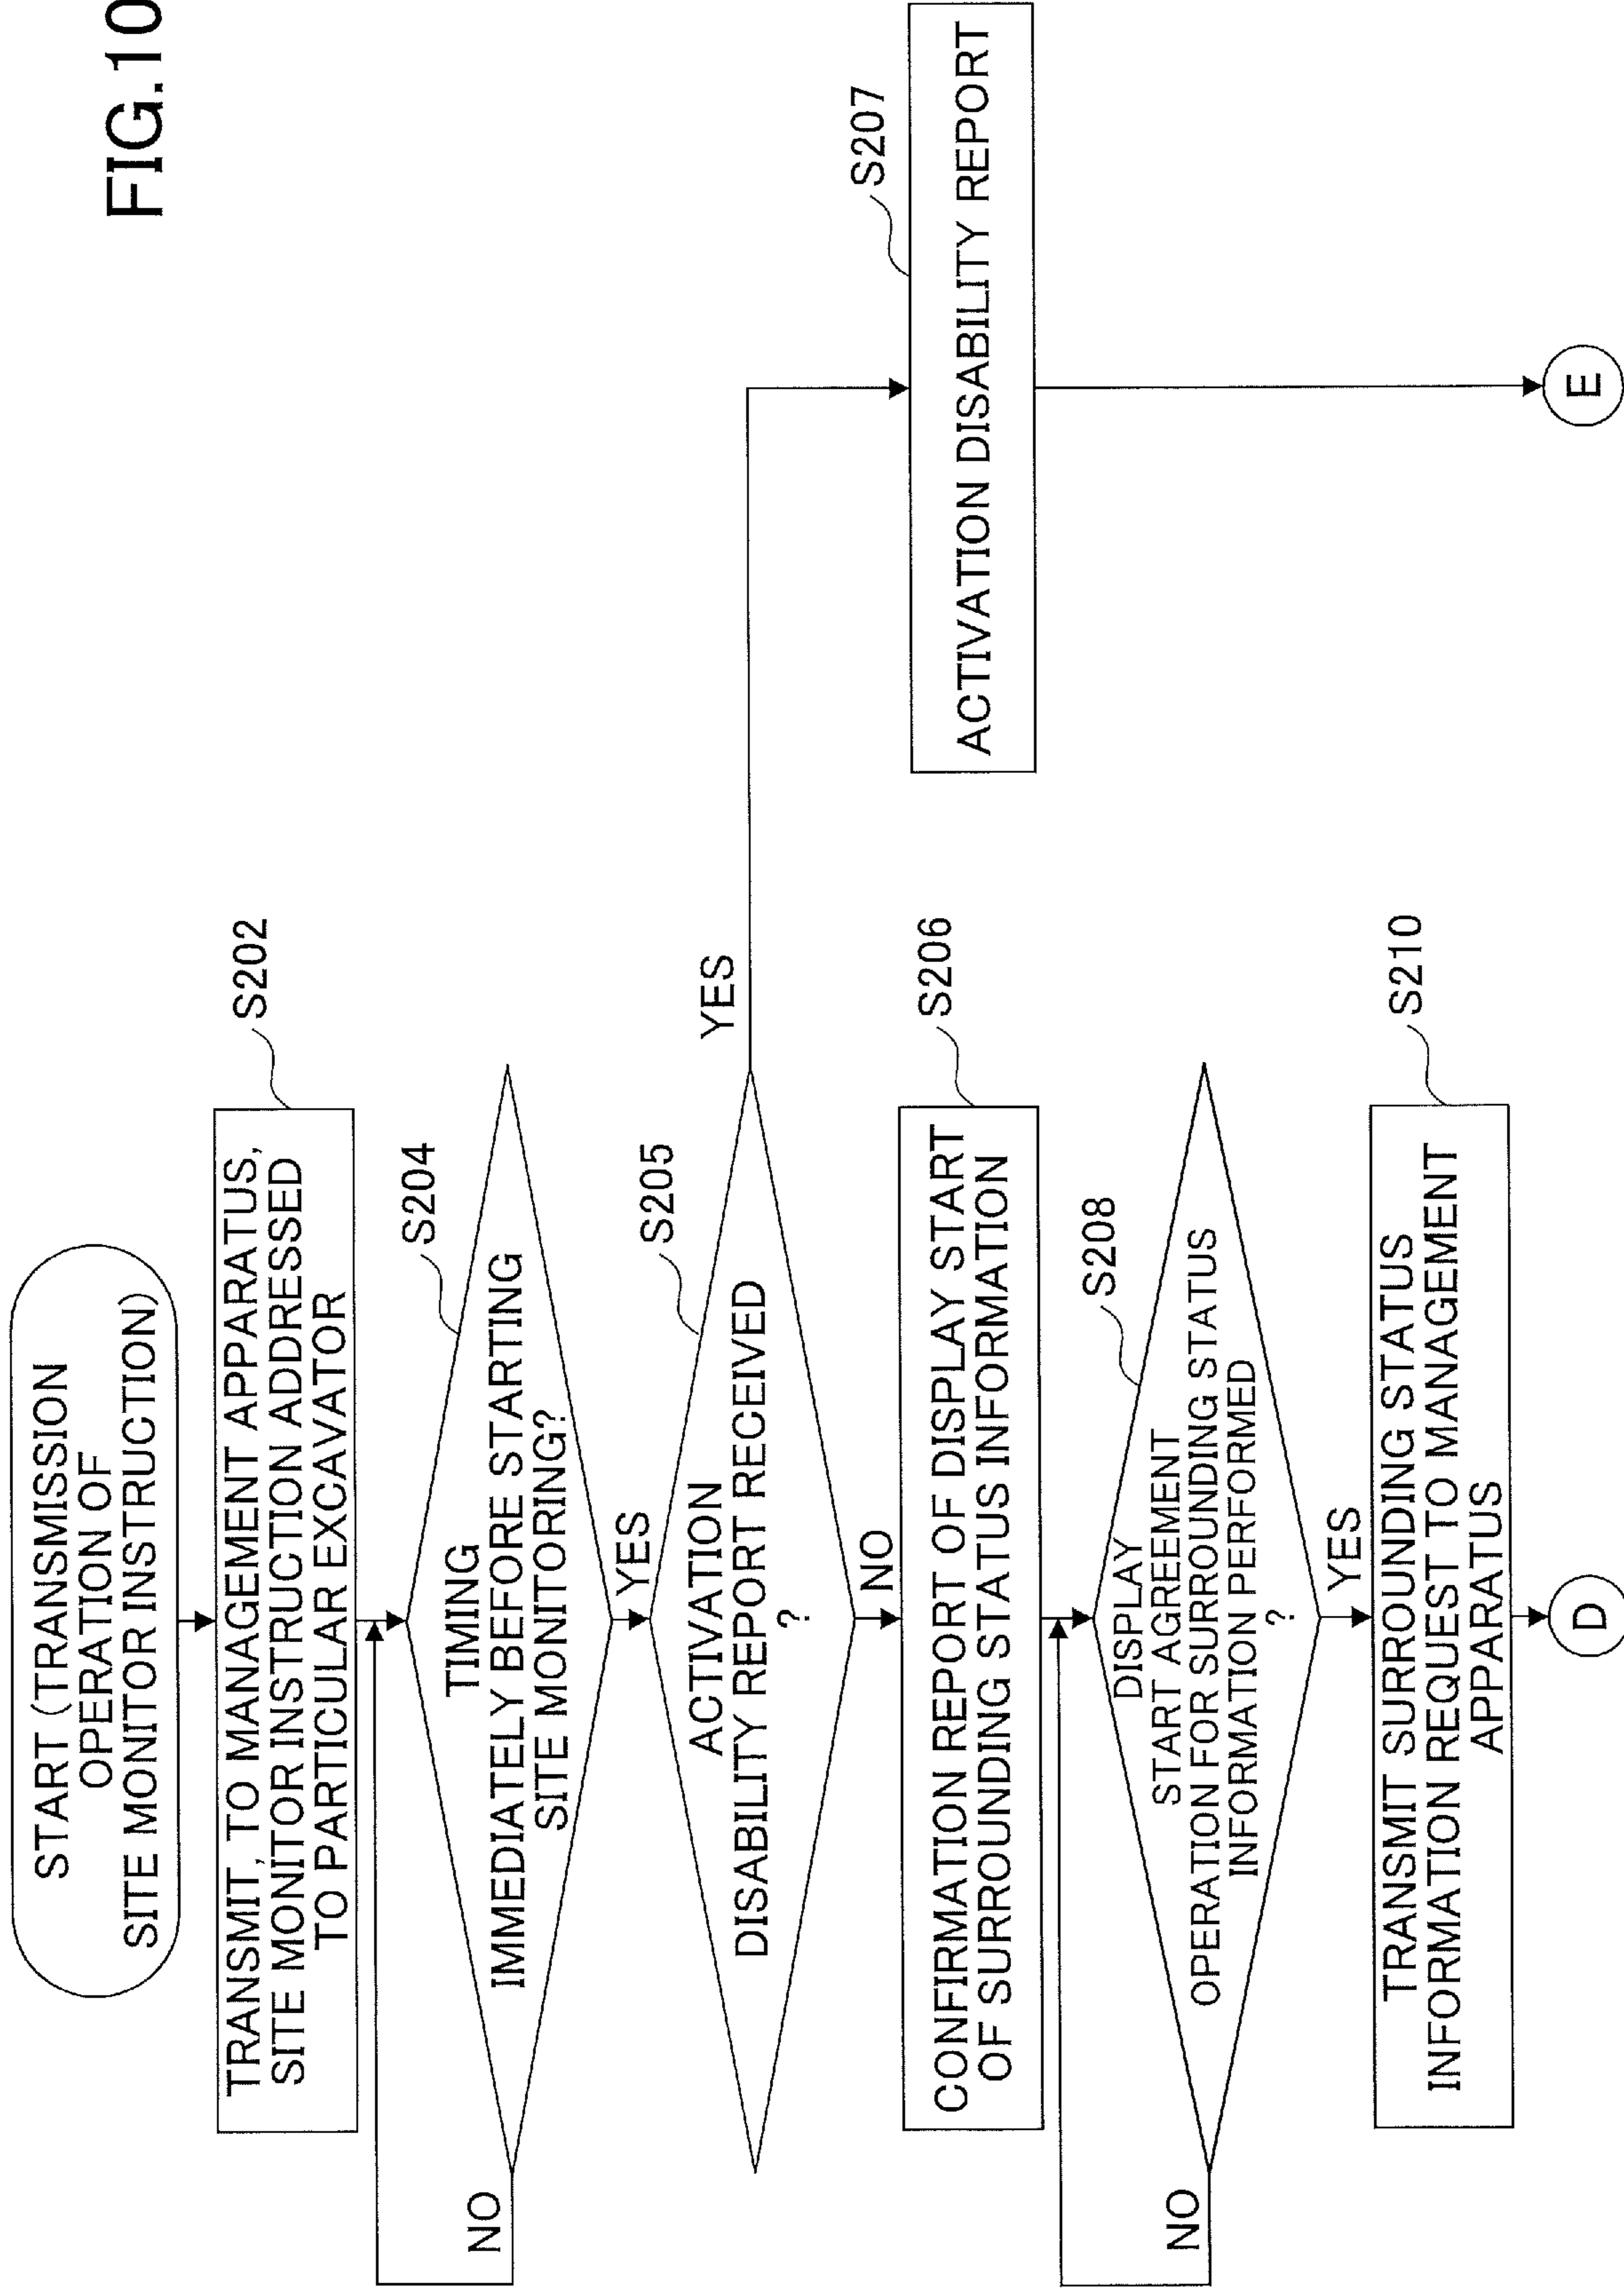 FIG.10
START (TRANSMISSION
OPERATION OF
SITE MONITOR INSTRUCTION)
S202
TRANSMIT, TO MANAGEMENT APPARATUS,
SITE MONITOR INSTRUCTION ADDRESSED
TO PARTICULAR EXCAVATOR
S204
TIMING
IMMEDIATELY BEFORE STARTING
SITE MONITORING?
NO
YES
S205
ACTIVATION
DISABILITY REPORT RECEIVED
?
YES
NO
S207
ACTIVATION DISABILITY REPORT
E
S206
CONFIRMATION REPORT OF DISPLAY START
OF SURROUNDING STATUS INFORMATION
S208
DISPLAY
START AGREEMENT
OPERATION FOR SURROUNDING STATUS
INFORMATION PERFORMED
?
NO
YES
S210
TRANSMIT SURROUNDING STATUS
INFORMATION REQUEST TO MANAGEMENT
APPARATUS
D